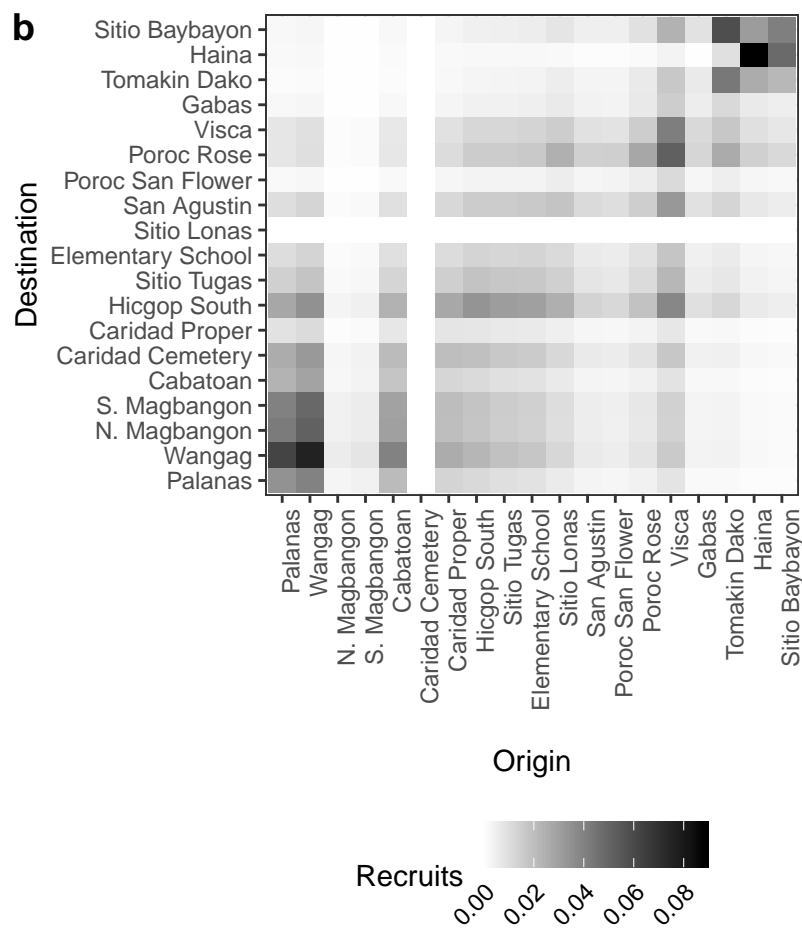 b
Sitio Baybayon
Haina
Tomakin Dako
Gabas
Visca
Poroc Rose
Poroc San Flower
San Agustin
Sitio Lonas
Elementary School
Sitio Tugas
Hicgop South
Caridad Proper
Caridad Cemetery
Cabatoan
S. Magbangon
N. Magbangon
Wangag
Palanas
Destination
Palanas
Wangag
N. Magbangon
S. Magbangon
Cabatoan
Caridad Cemetery
Caridad Proper
Hicgop South
Sitio Tugas
Elementary School
Sitio Lonas
San Agustin
Poroc San Flower
Poroc Rose
Visca
Gabas
Tomakin Dako
Haina
Sitio Baybayon
Origin
Recruits
0.00
0.02
0.04
0.06
0.08